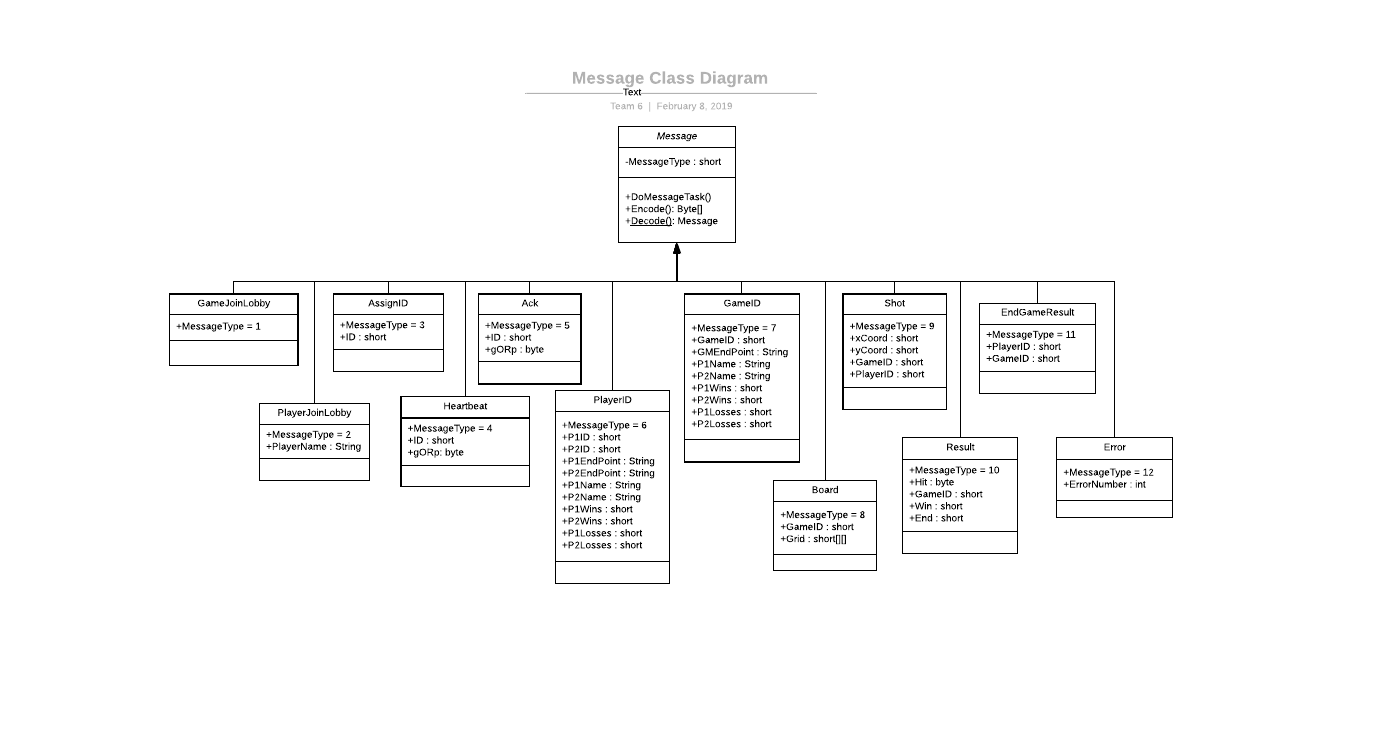 Message Class Diagram
Text
Team 6 | February 8, 2019
Message
-MessageType : short
+DoMessageTask()
+Encode(): Byte[]
+Decode(): Message
GameJoinLobby
+MessageType = 1
PlayerJoinLobby
+MessageType = 2
+PlayerName : String
AssignID
+MessageType = 3
+ID : short
Heartbeat
+MessageType = 4
+ID : short
+gORp: byte
Ack
+MessageType = 5
+ID : short
+gORp : byte
PlayerID
+MessageType = 6
+P1ID : short
+P2ID : short
+P1EndPoint : String
+P2EndPoint : String
+P1Name : String
+P2Name : String
+P1Wins : short
+P2Wins : short
+P1Losses : short
+P2Losses : short
GameID
+MessageType = 7
+GameID : short
+GMEndPoint : String
+P1Name : String
+P2Name : String
+P1Wins : short
+P2Wins : short
+P1Losses : short
+P2Losses : short
Board
+MessageType = 8
+GameID : short
+Grid : short[][]
Shot
+MessageType = 9
+xCoord : short
+yCoord : short
+GameID : short
+PlayerID : short
Result
+MessageType = 10
+Hit : byte
+GameID : short
+Win : short
+End : short
EndGameResult
+MessageType = 11
+PlayerID : short
+GameID : short
Error
+MessageType = 12
+ErrorNumber : int